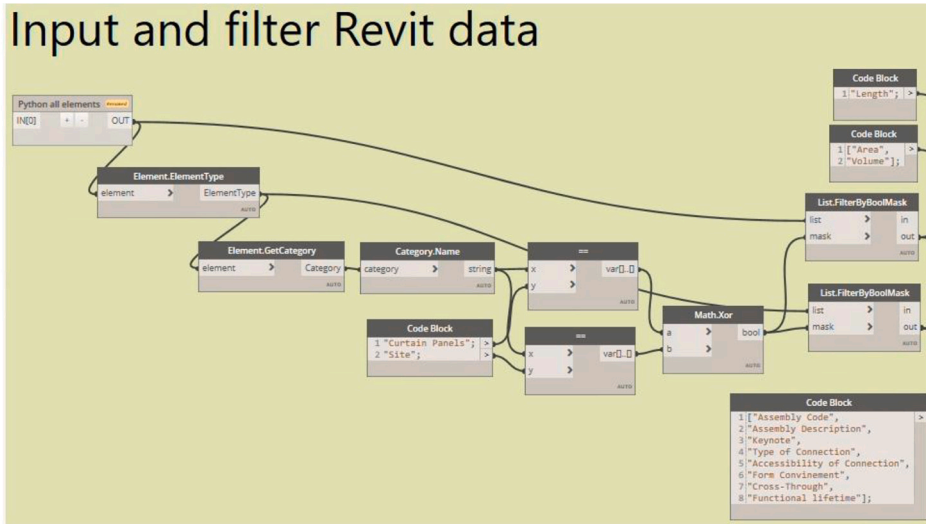 Input and filter Revit data
Code Block
1 "Length"; >
Python all elements
IN[0] + - OUT
Code Block
1 ["Area", >
2 "Volume"];
Element.ElementType
element > ElementType
AUTO
List.FilterByBoolMask
list > in
mask > out
AUTO
Element.GetCategory
element > Category
AUTO
Category.Name
category > string
AUTO
==
x > var[]..[]
y >
AUTO
List.FilterByBoolMask
list > in
mask > out
AUTO
Math.Xor
a > bool
b >
AUTO
Code Block
1 "Curtain Panels"; >
2 "Site"; >
==
x > var[]..[]
y >
AUTO
Code Block
1 ["Assembly Code", >
2 "Assembly Description",
3 "Keynote",
4 "Type of Connection",
5 "Accessibility of Connection",
6 "Form Convinement",
7 "Cross-Through",
8 "Functional lifetime"];